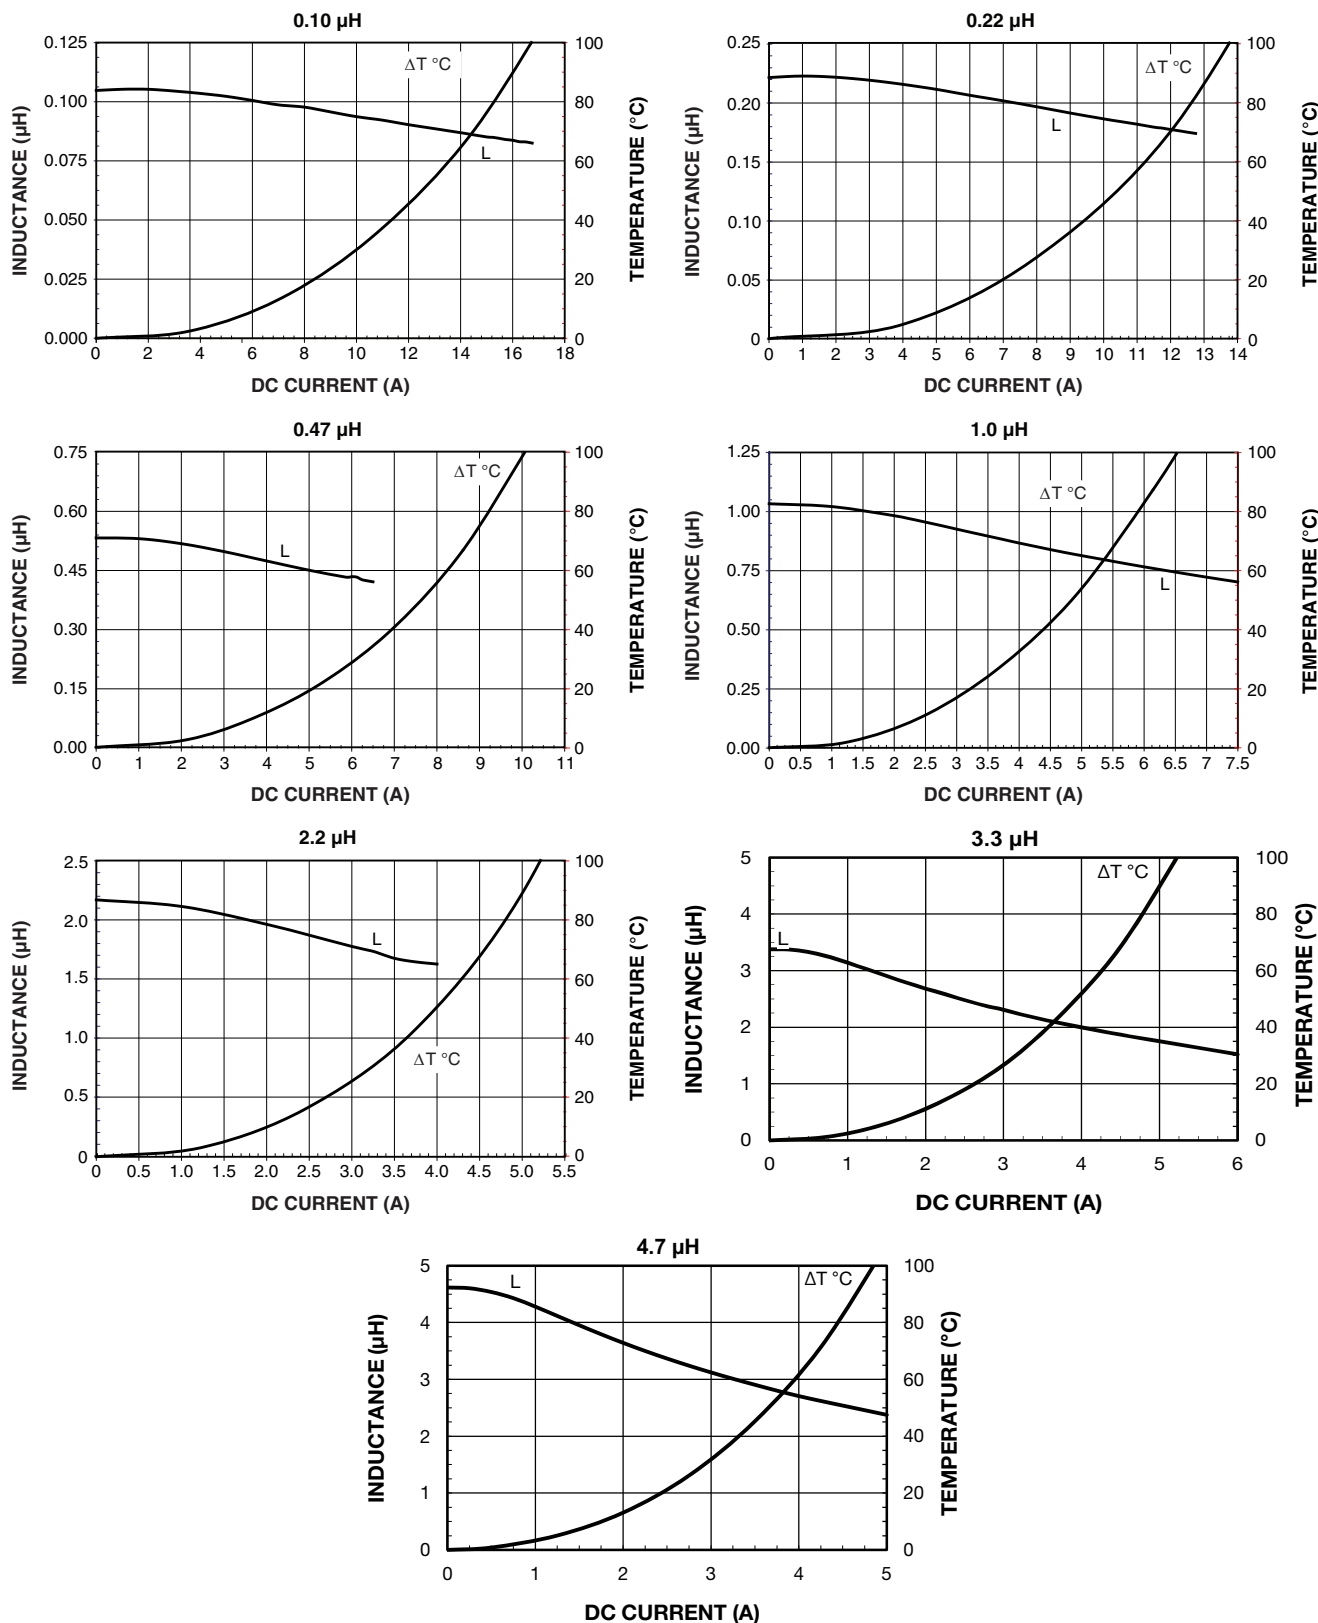 0.10 µH
0.125
0.100
0.075
0.050
0.025
0.000
INDUCTANCE (µH)
ΔT °C
L
100
80
60
40
20
0
TEMPERATURE (°C)
0 2 4 6 8 10 12 14 16 18
DC CURRENT (A)
0.22 µH
0.25
0.20
0.15
0.10
0.05
0
INDUCTANCE (µH)
ΔT °C
L
100
80
60
40
20
0
TEMPERATURE (°C)
0 1 2 3 4 5 6 7 8 9 10 11 12 13 14
DC CURRENT (A)
0.47 µH
0.75
0.60
0.45
0.30
0.15
0.00
INDUCTANCE (µH)
ΔT °C
L
100
80
60
40
20
0
TEMPERATURE (°C)
0 1 2 3 4 5 6 7 8 9 10 11
DC CURRENT (A)
1.0 µH
1.25
1.00
0.75
0.50
0.25
0.00
INDUCTANCE (µH)
ΔT °C
L
100
80
60
40
20
0
TEMPERATURE (°C)
0 0.5 1 1.5 2 2.5 3 3.5 4 4.5 5 5.5 6 6.5 7 7.5
DC CURRENT (A)
2.2 µH
2.5
2.0
1.5
1.0
0.5
0
INDUCTANCE (µH)
L
ΔT °C
100
80
60
40
20
0
TEMPERATURE (°C)
0 0.5 1.0 1.5 2.0 2.5 3.0 3.5 4.0 4.5 5.0 5.5
DC CURRENT (A)
3.3 µH
5
4
3
2
1
0
INDUCTANCE (µH)
ΔT °C
L
100
80
60
40
20
0
TEMPERATURE (°C)
0 1 2 3 4 5 6
DC CURRENT (A)
4.7 µH
5
4
3
2
1
0
INDUCTANCE (µH)
L
ΔT °C
100
80
60
40
20
0
TEMPERATURE (°C)
0 1 2 3 4 5
DC CURRENT (A)